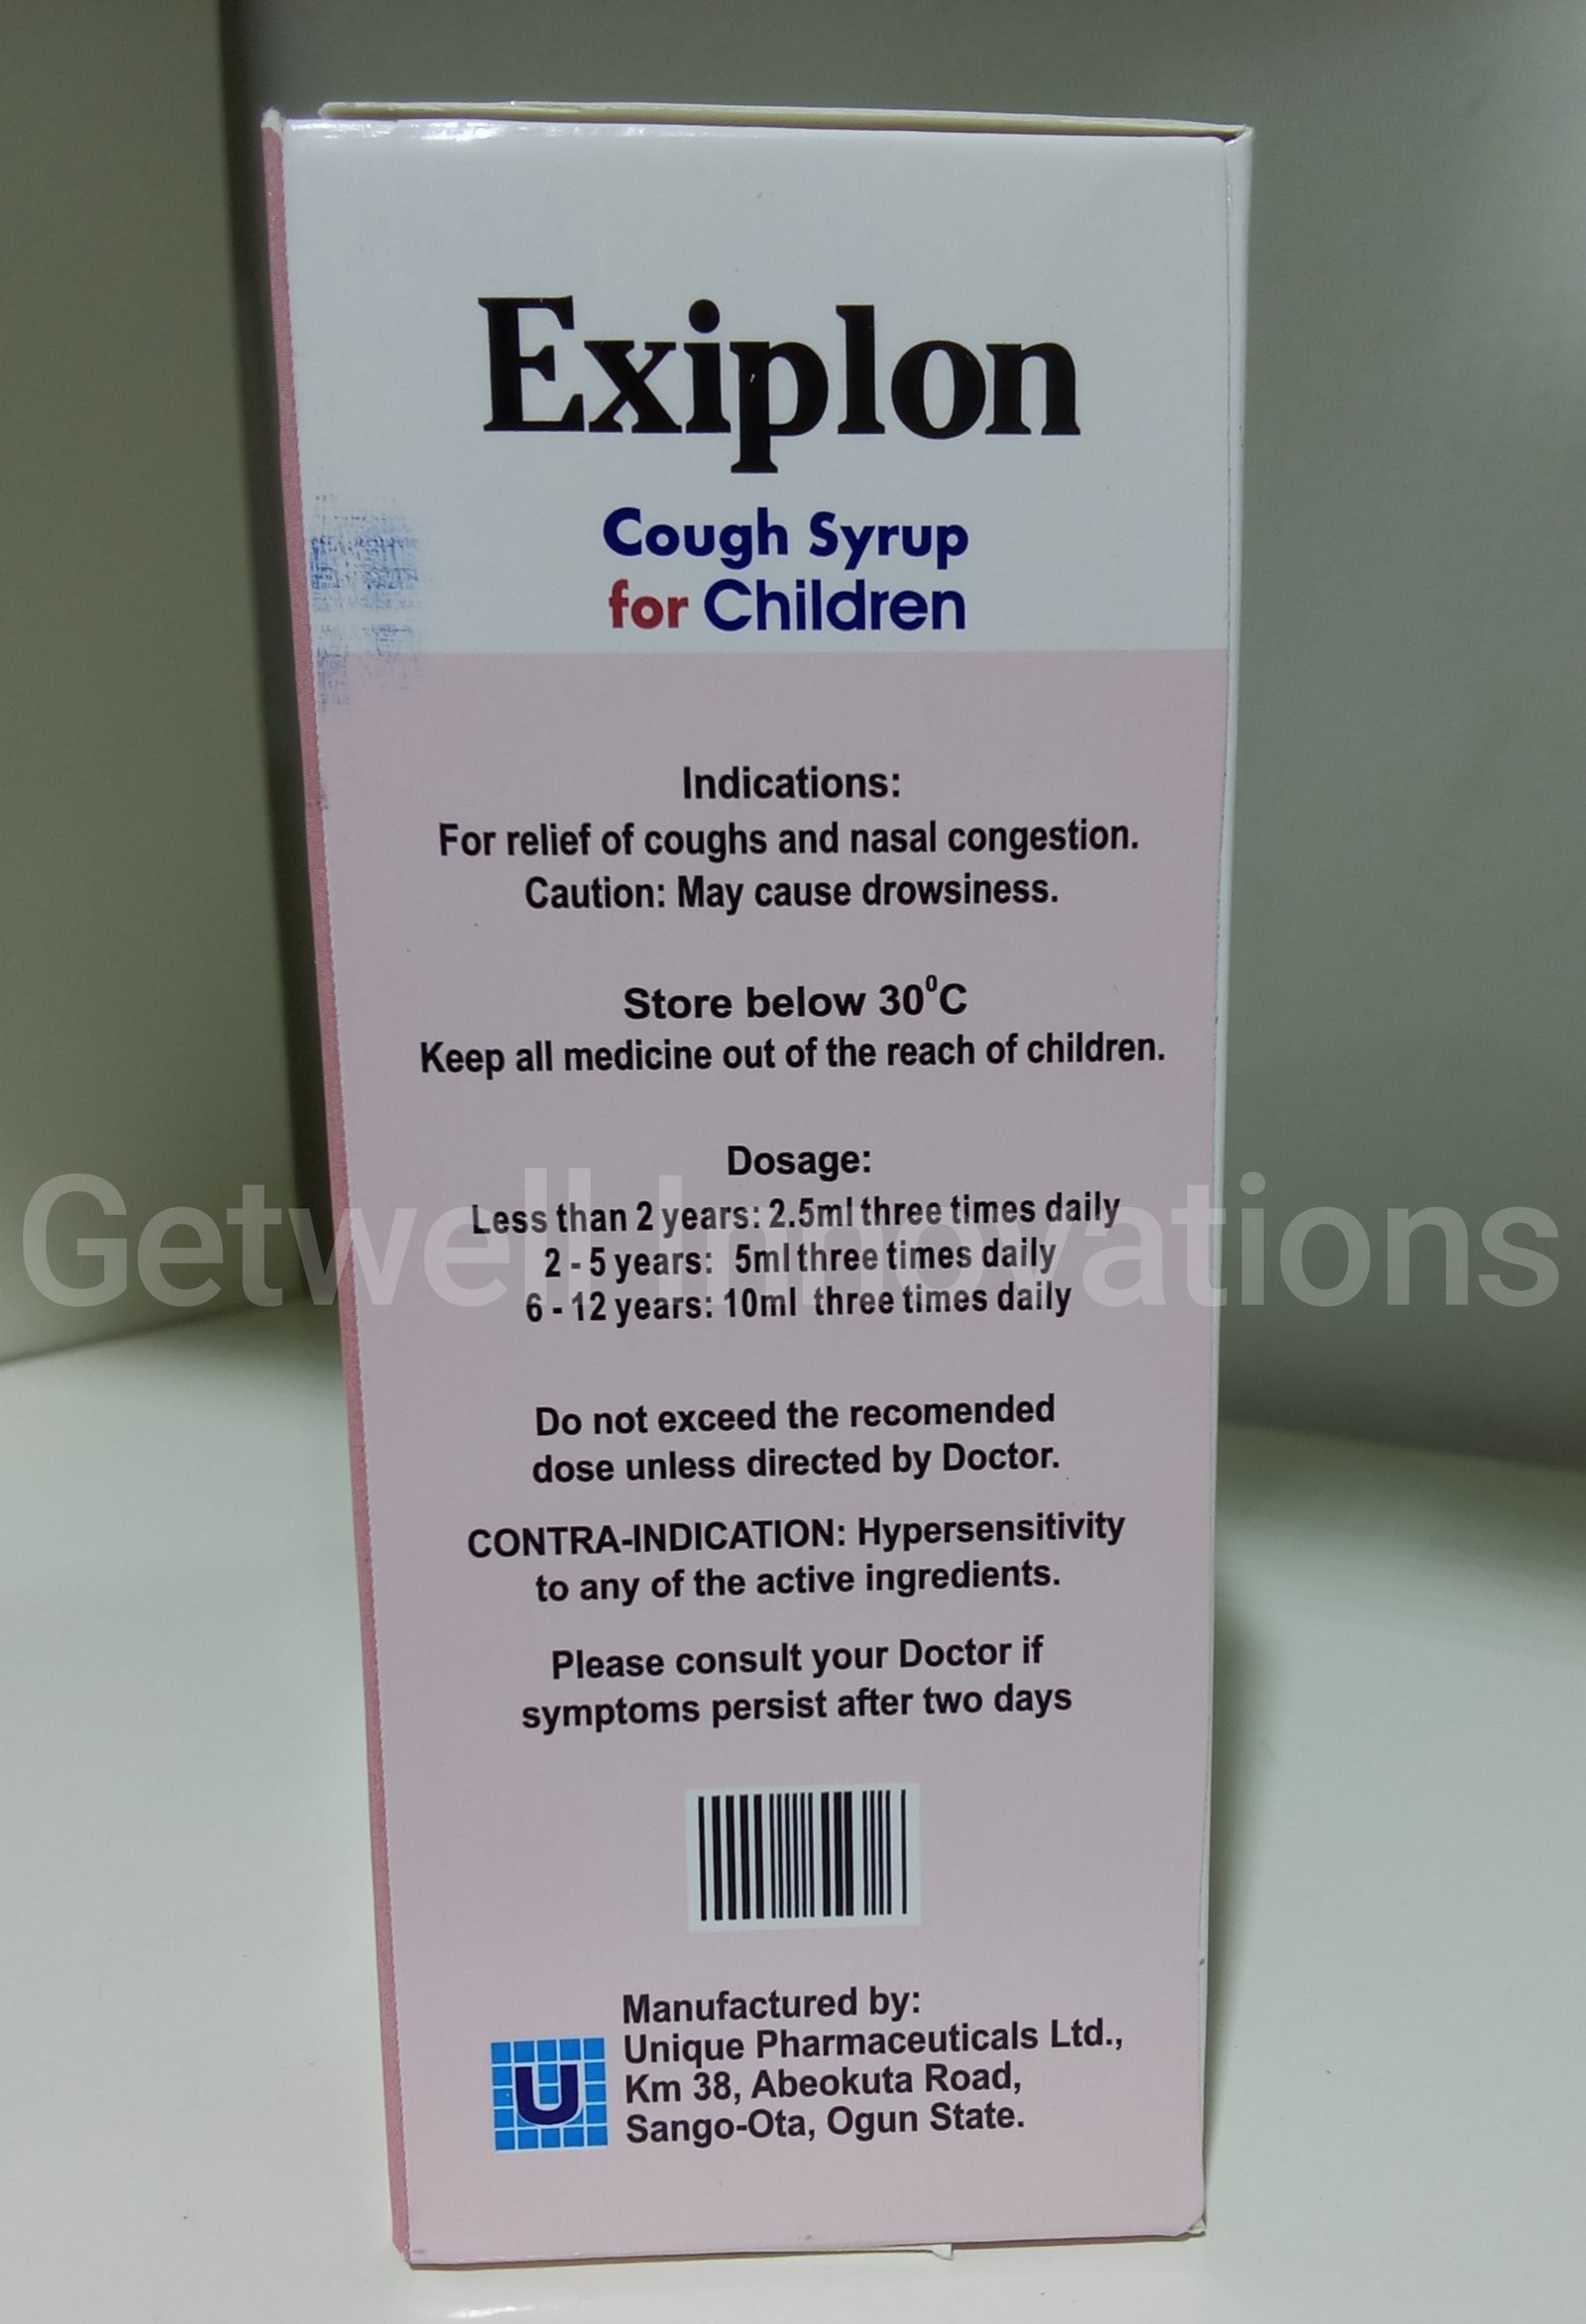 Exiplon
Cough Syrup
for Children
Indications:
For relief of coughs and nasal congestion.
Caution: May cause drowsiness.
Store below 30⁰C
Keep all medicine out of the reach of children.
Dosage:
Less than 2 years: 2.5ml three times daily
2 - 5 years: 5ml three times daily
6 - 12 years: 10ml three times daily
Getwell Innovations
Do not exceed the recomended
dose unless directed by Doctor.
CONTRA-INDICATION: Hypersensitivity
to any of the active ingredients.
Please consult your Doctor if
symptoms persist after two days
Manufactured by:
Unique Pharmaceuticals Ltd.,
Km 38, Abeokuta Road,
Sango-Ota, Ogun State.
U